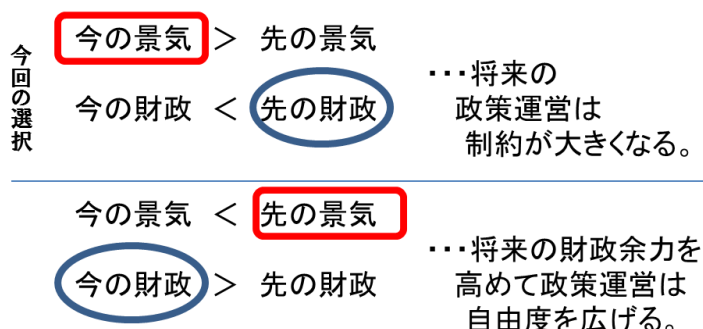 今回の選択
今の景気 > 先の景気
今の財政 < 先の財政
・・・将来の
政策運営は
制約が大きくなる。
今の景気 < 先の景気
今の財政 > 先の財政
・・・将来の財政余力を
高めて政策運営は
自由度を広げる。